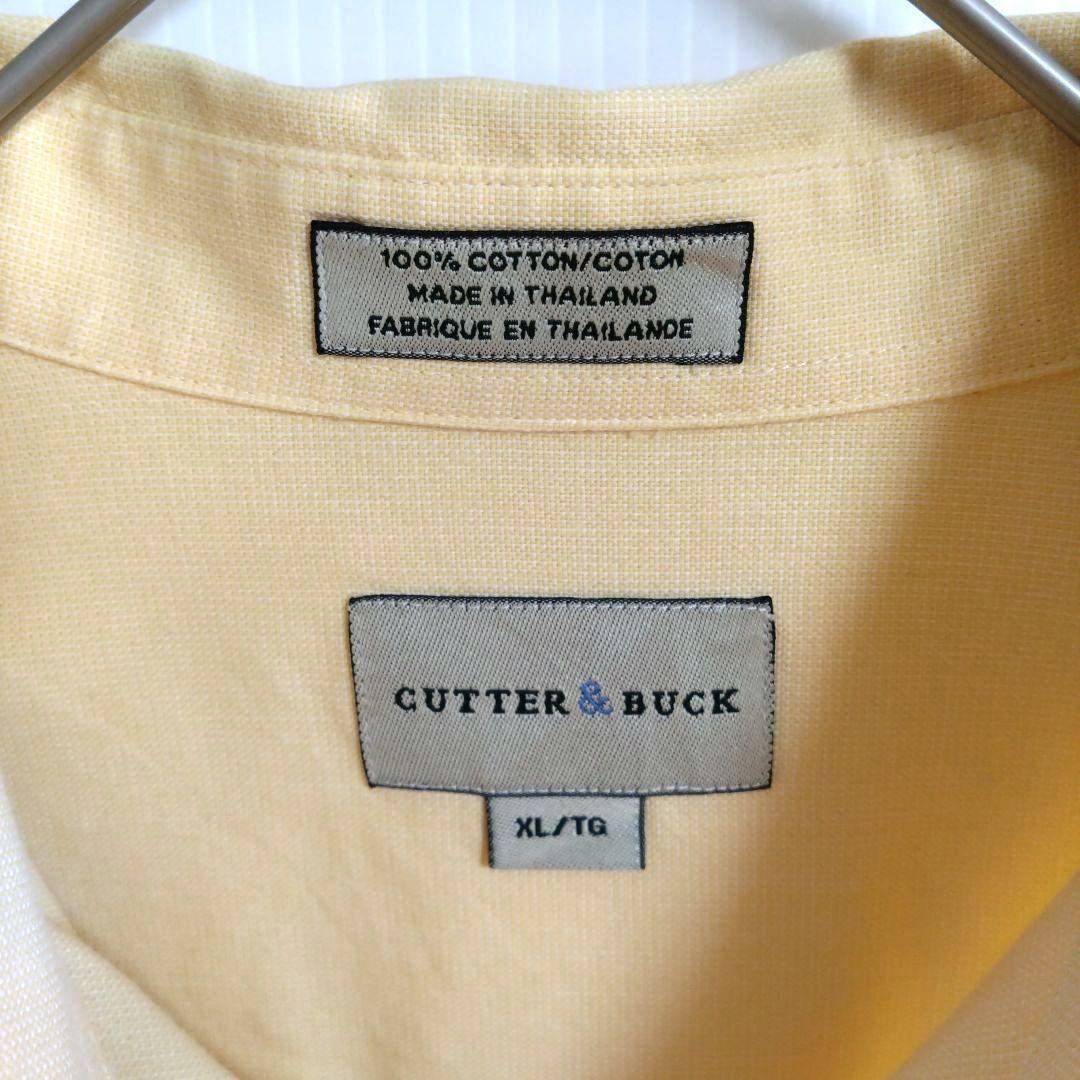 100% COTTON/COTON
MADE IN THAILAND
FABRIQUE EN THAILANDE
CUTTER & BUCK
XL/TG